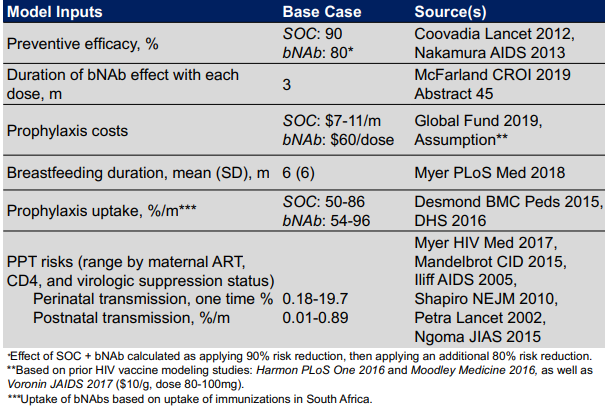 Model Inputs Base Case Source(s)
Preventive efficacy, % SOC: 90 Coovadia Lancet 2012,
bNAb: 80* Nakamura AIDS 2013
Duration of bNAb effect with each McFarland CROI 2019
dose, m 3 Abstract 45
Prophylaxis costs SOC: $7-11/m Global Fund 2019,
bNAb: $60/dose Assumption**
Breastfeeding duration, mean (SD), m 6 (6) Myer PLoS Med 2018
Prophylaxis uptake, %/m*** SOC: 50-86 Desmond BMC Peds 2015,
bNAb: 54-96 DHS 2016
PPT risks (range by maternal ART, Myer HIV Med 2017,
CD4, and virologic suppression status) Mandelbrot CID 2015,
Iliff AIDS 2005,
Perinatal transmission, one time % 0.18-19.7 Shapiro NEJM 2010,
Postnatal transmission, %/m 0.01-0.89 Petra Lancet 2002,
Ngoma JIAS 2015
*Effect of SOC + bNAb calculated as applying 90% risk reduction, then applying an additional 80% risk reduction.
**Based on prior HIV vaccine modeling studies: Harmon PLoS One 2016 and Moodley Medicine 2016, as well as
Voronin JAIDS 2017 ($10/g, dose 80-100mg).
***Uptake of bNAbs based on uptake of immunizations in South Africa.